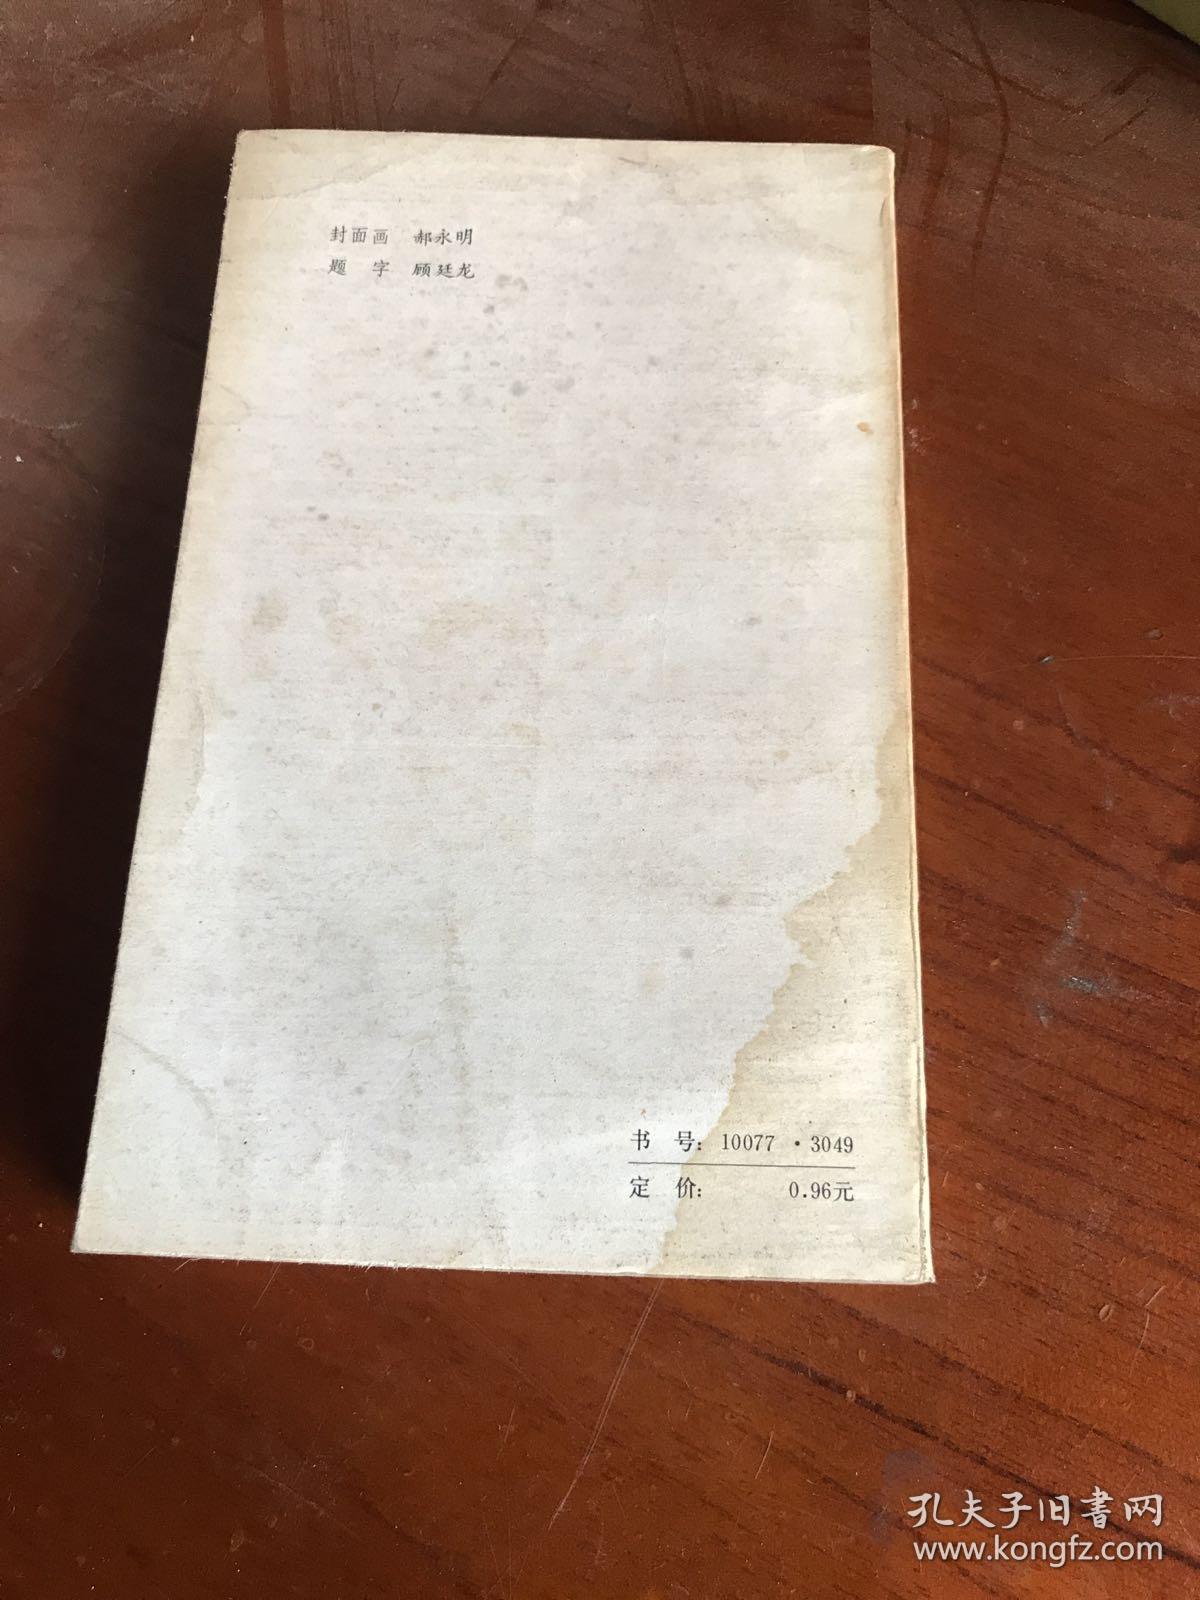 封面画 郝永明
题 字 顾廷龙
书 号：10077·3049
定 价： 0.96元
孔夫子旧書网
www.kongfz.com